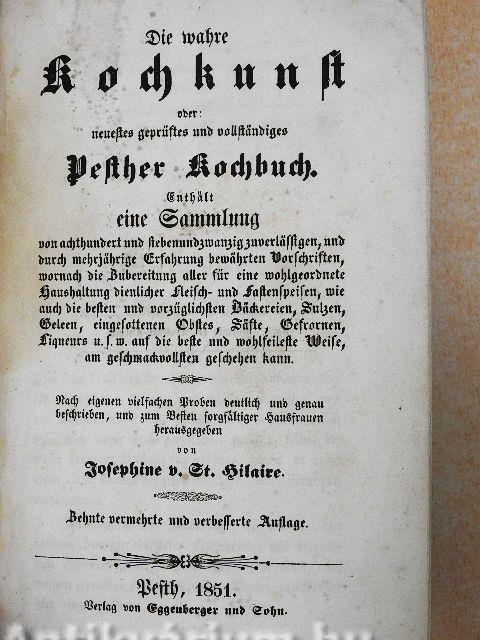 Die wahre
Kochkunst
oder:
neuestes geprüftes und vollständiges
Pesther Kochbuch.
Enthält
eine Sammlung
von achthundert und siebenundzwanzig zuverlässigen, und
durch mehrjährige Erfahrung bewährten Vorschriften,
wornach die Zubereitung aller für eine wohlgeordnete
Haushaltung dienlicher Fleisch- und Fastenspeisen, wie
auch die besten und vorzüglichsten Bäckereien, Sulzen,
Geleen, eingesottenen Obstes, Säfte, Gefrornen,
Liqueurs u. s. w. auf die beste und wohlfeileste Weise,
am geschmackvollsten geschehen kann.
Nach eigenen vielfachen Proben deutlich und genau
beschrieben, und zum Besten sorgfältiger Hausfrauen
herausgegeben
von
Josephine v. St. Hilaire.
Zehnte vermehrte und verbesserte Auflage.
Pesth, 1851.
Verlag von Eggenberger und Sohn.
Antikvárium.hu